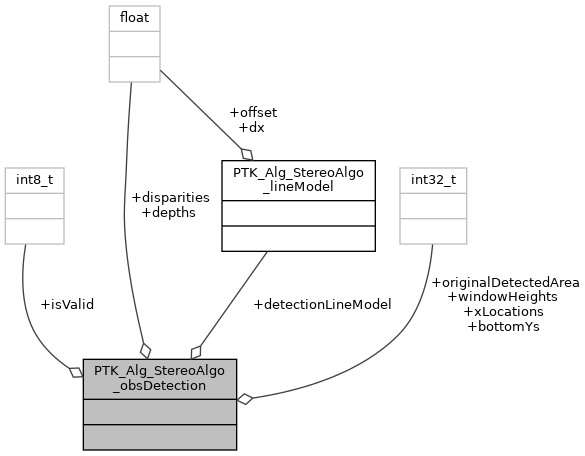 float
+offset
+dx
int8_t
PTK_Alg_StereoAlgo
_lineModel
int32_t
+disparities
+depths
+isValid
+detectionLineModel
+originalDetectedArea
+windowHeights
+xLocations
+bottomYs
PTK_Alg_StereoAlgo
_obsDetection